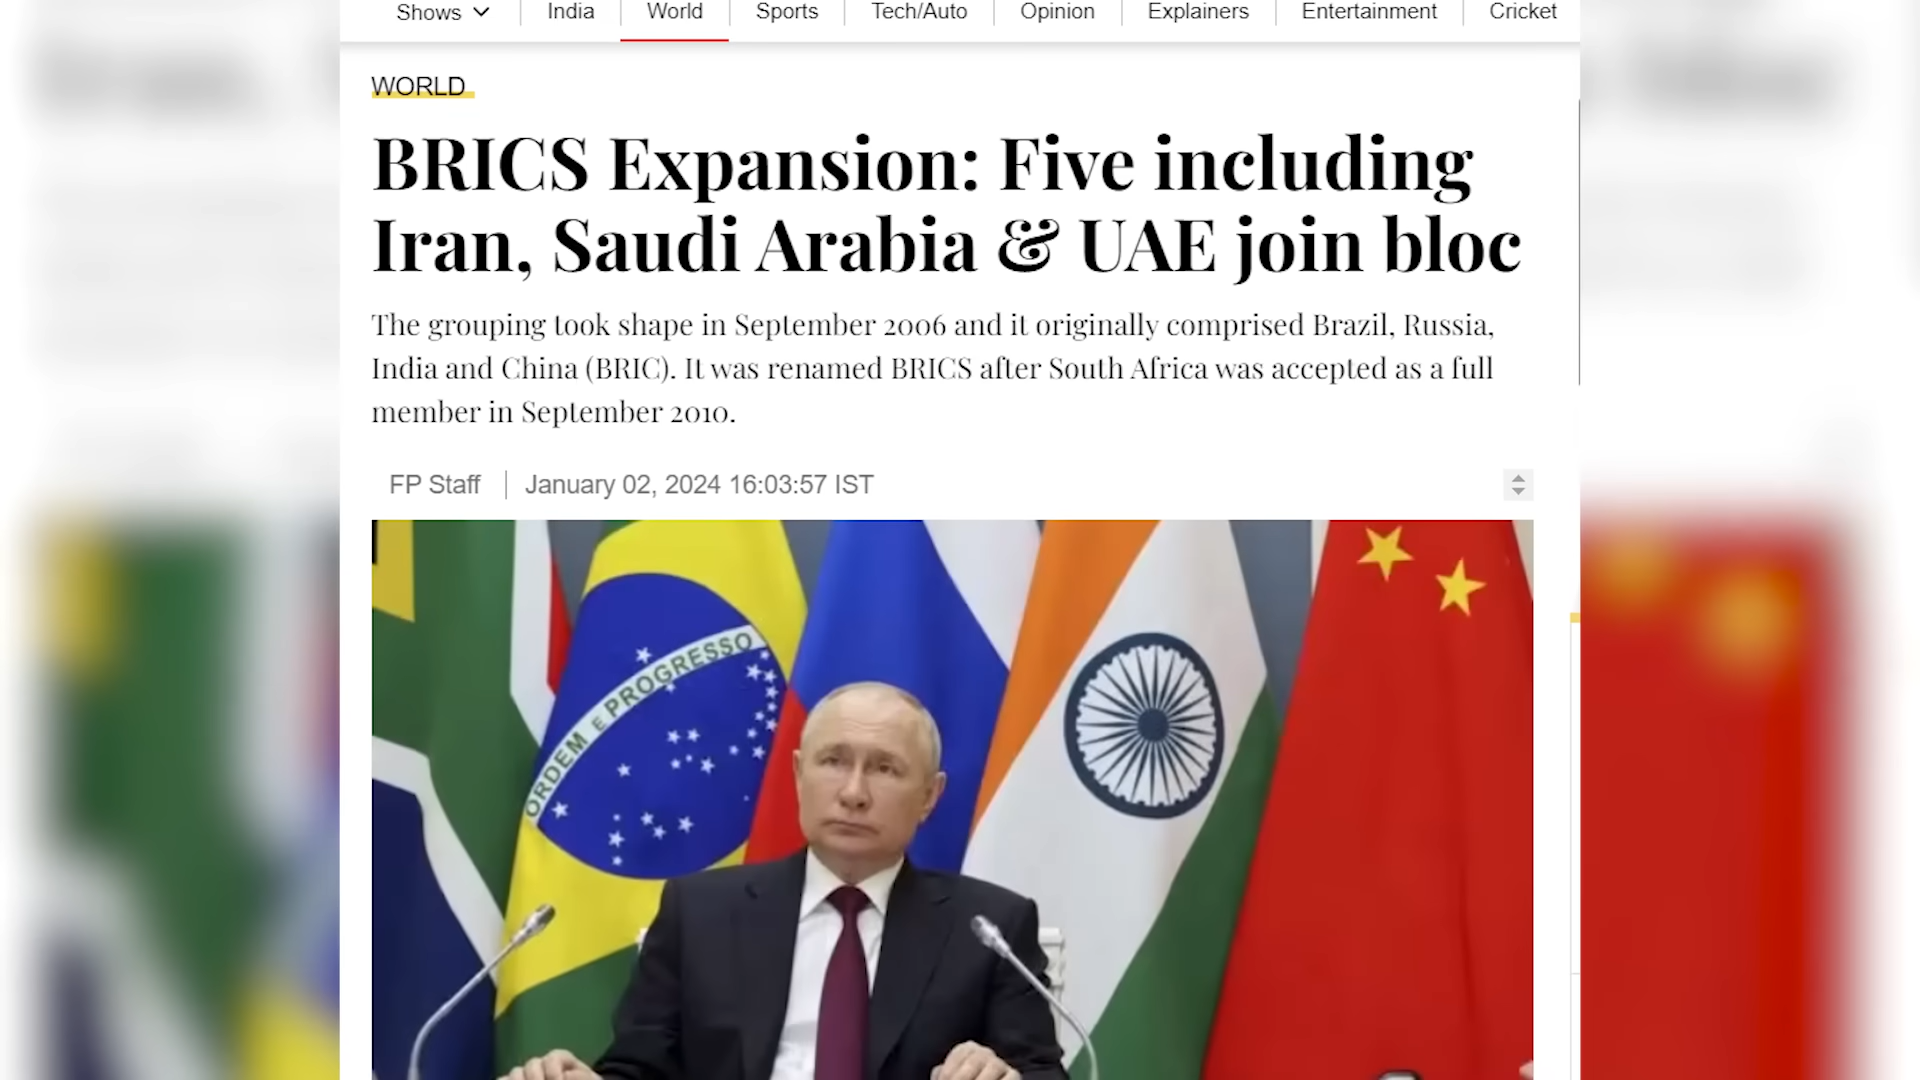 Shows India World Sports Tech/Auto Opinion Explainers Entertainment Cricket
WORLD
BRICS Expansion: Five including
Iran, Saudi Arabia & UAE join bloc
The grouping took shape in September 2006 and it originally comprised Brazil, Russia,
India and China (BRIC). It was renamed BRICS after South Africa was accepted as a full
member in September 2010.
FP Staff | January 02, 2024 16:03:57 IST
ORDEM E PROGRESSO